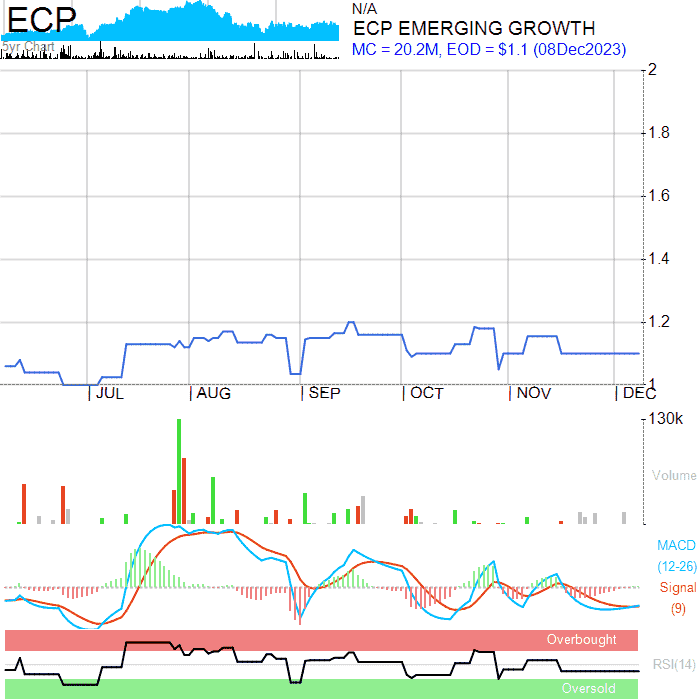 ECP
5yr Chart
N/A
ECP EMERGING GROWTH
MC = 20.2M, EOD = $1.1 (08Dec2023)
2
1.8
1.6
1.4
1.2
1
JUL AUG SEP OCT NOV DEC
130k
Volume
MACD
(12-26)
Signal
(9)
Overbought
RSI(14)
Oversold